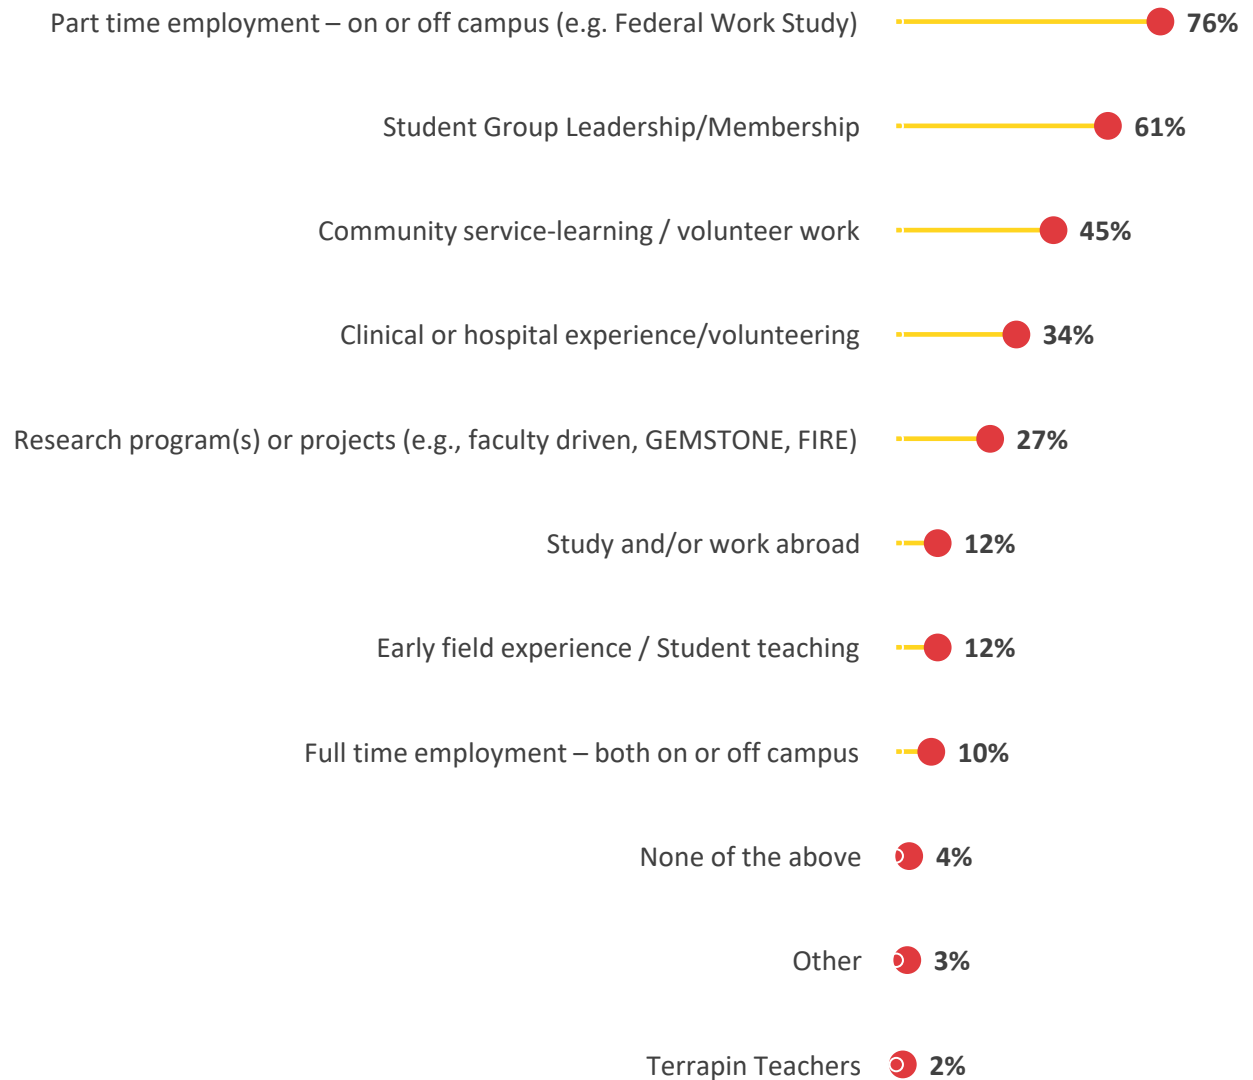 Part time employment – on or off campus (e.g. Federal Work Study) 76%
Student Group Leadership/Membership 61%
Community service-learning / volunteer work 45%
Clinical or hospital experience/volunteering 34%
Research program(s) or projects (e.g., faculty driven, GEMSTONE, FIRE) 27%
Study and/or work abroad 12%
Early field experience / Student teaching 12%
Full time employment – both on or off campus 10%
None of the above 4%
Other 3%
Terrapin Teachers 2%